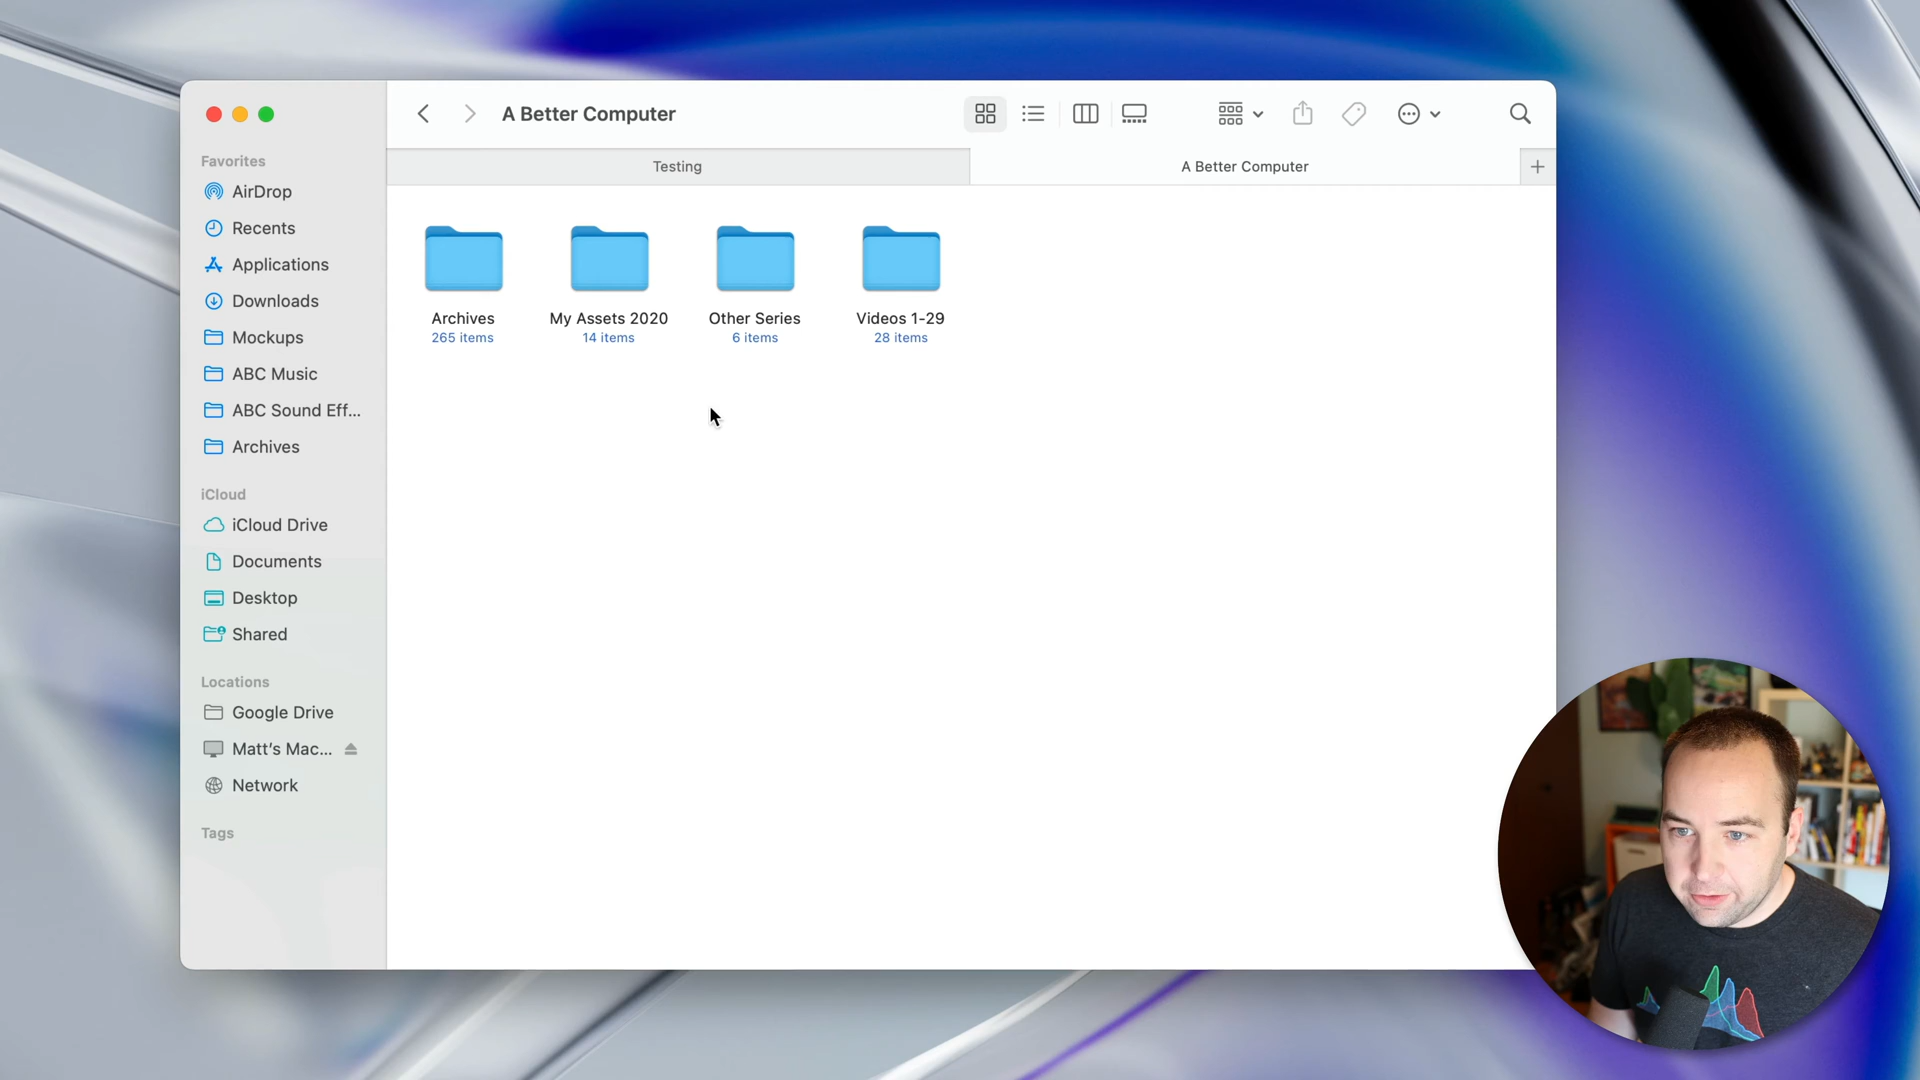 A Better Computer
Testing
A Better Computer
Favorites
AirDrop
Recents
Applications
Downloads
Mockups
ABC Music
ABC Sound Eff...
Archives
iCloud
iCloud Drive
Documents
Desktop
Shared
Locations
Google Drive
Matt's Mac...
Network
Tags
Archives
265 items
My Assets 2020
14 items
Other Series
6 items
Videos 1-29
28 items